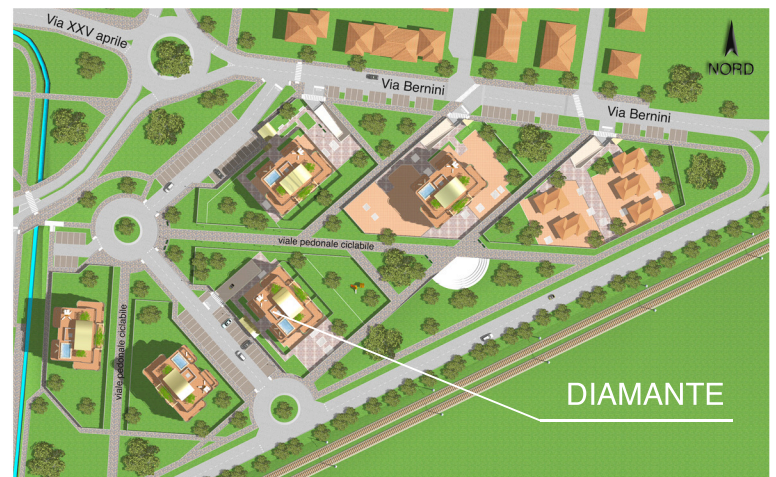 Via XXV aprile
Via Bernini
NORD
Via Bernini
viale pedonale ciclabile
viale pedonale ciclabile
DIAMANTE